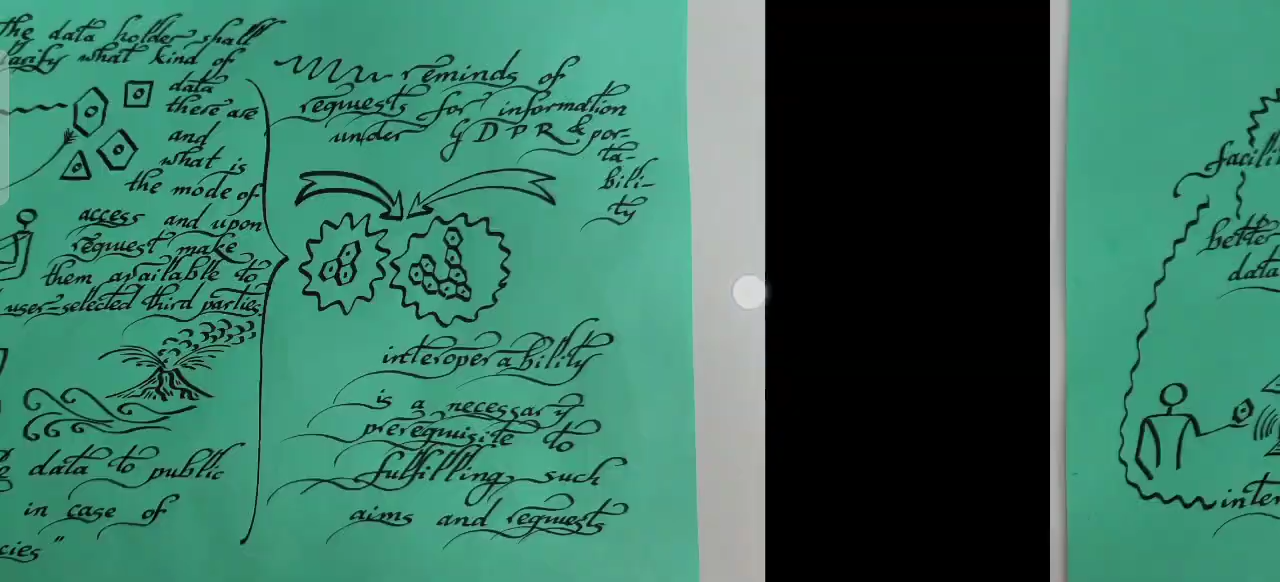 the data holder shall
clarify what kind of
data
there are
and
what is
the mode of
access and upon
request make
them available to
user-selected third parties
data to public
in case of
cies"
reminds of
requests for information
under GDPR & por-
ta-
bili-
ty
interoperability
is a necessary
prerequisite to
fulfilling such
aims and requests
facili
to
better
data
inter